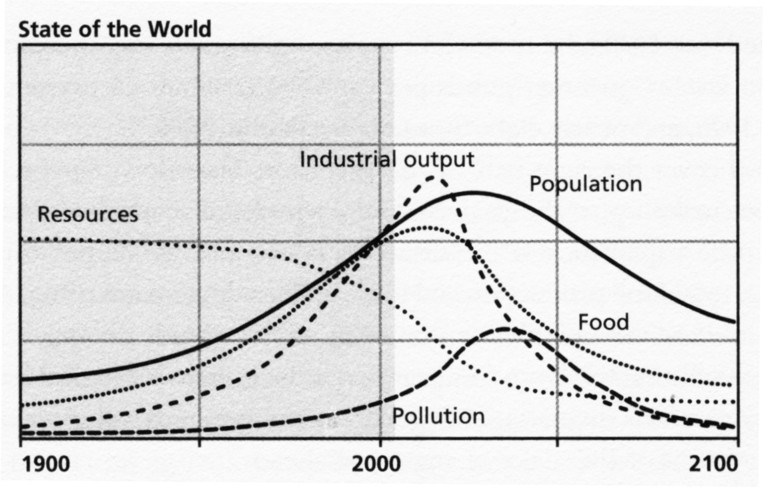 State of the World
Industrial output
Population
Resources
Food
Pollution
1900
2000
2100